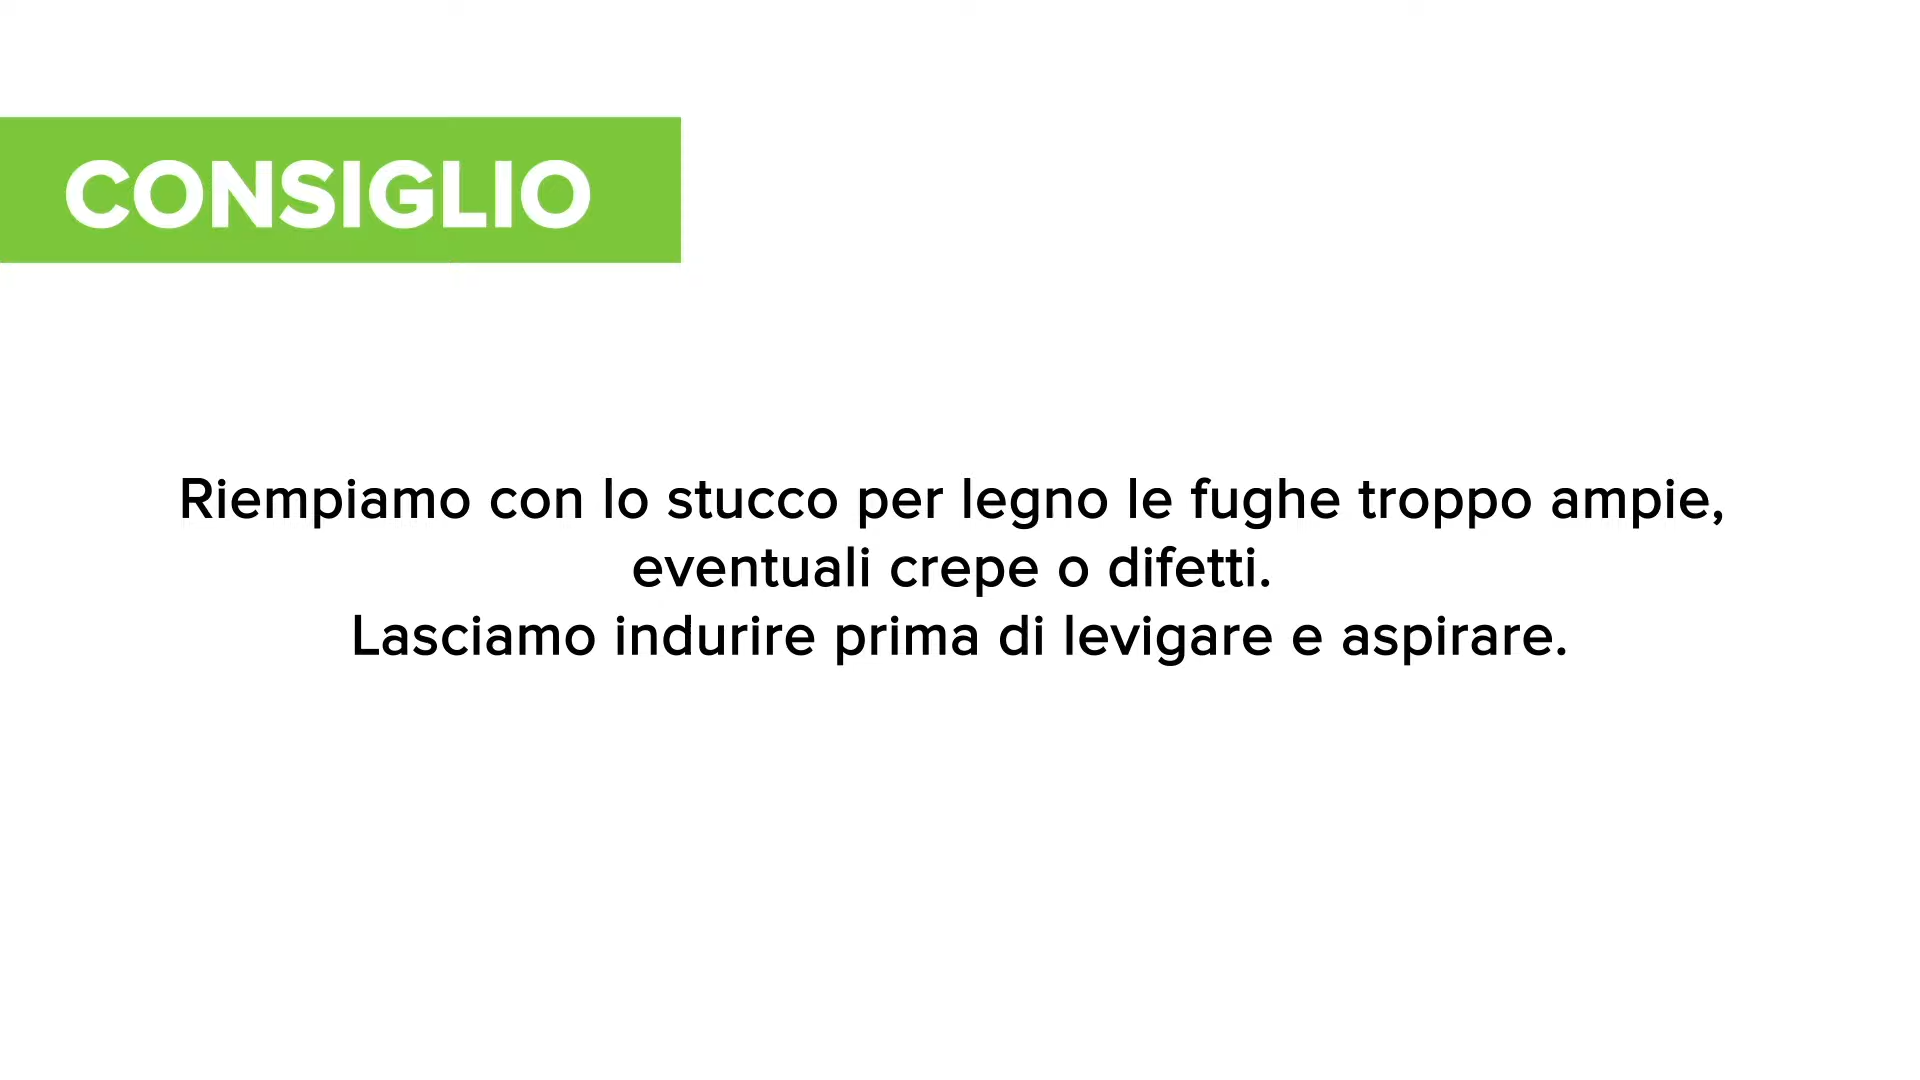 CONSIGLIO
Riempiamo con lo stucco per legno le fughe troppo ampie,
eventuali crepe o difetti.
Lasciamo indurire prima di levigare e aspirare.